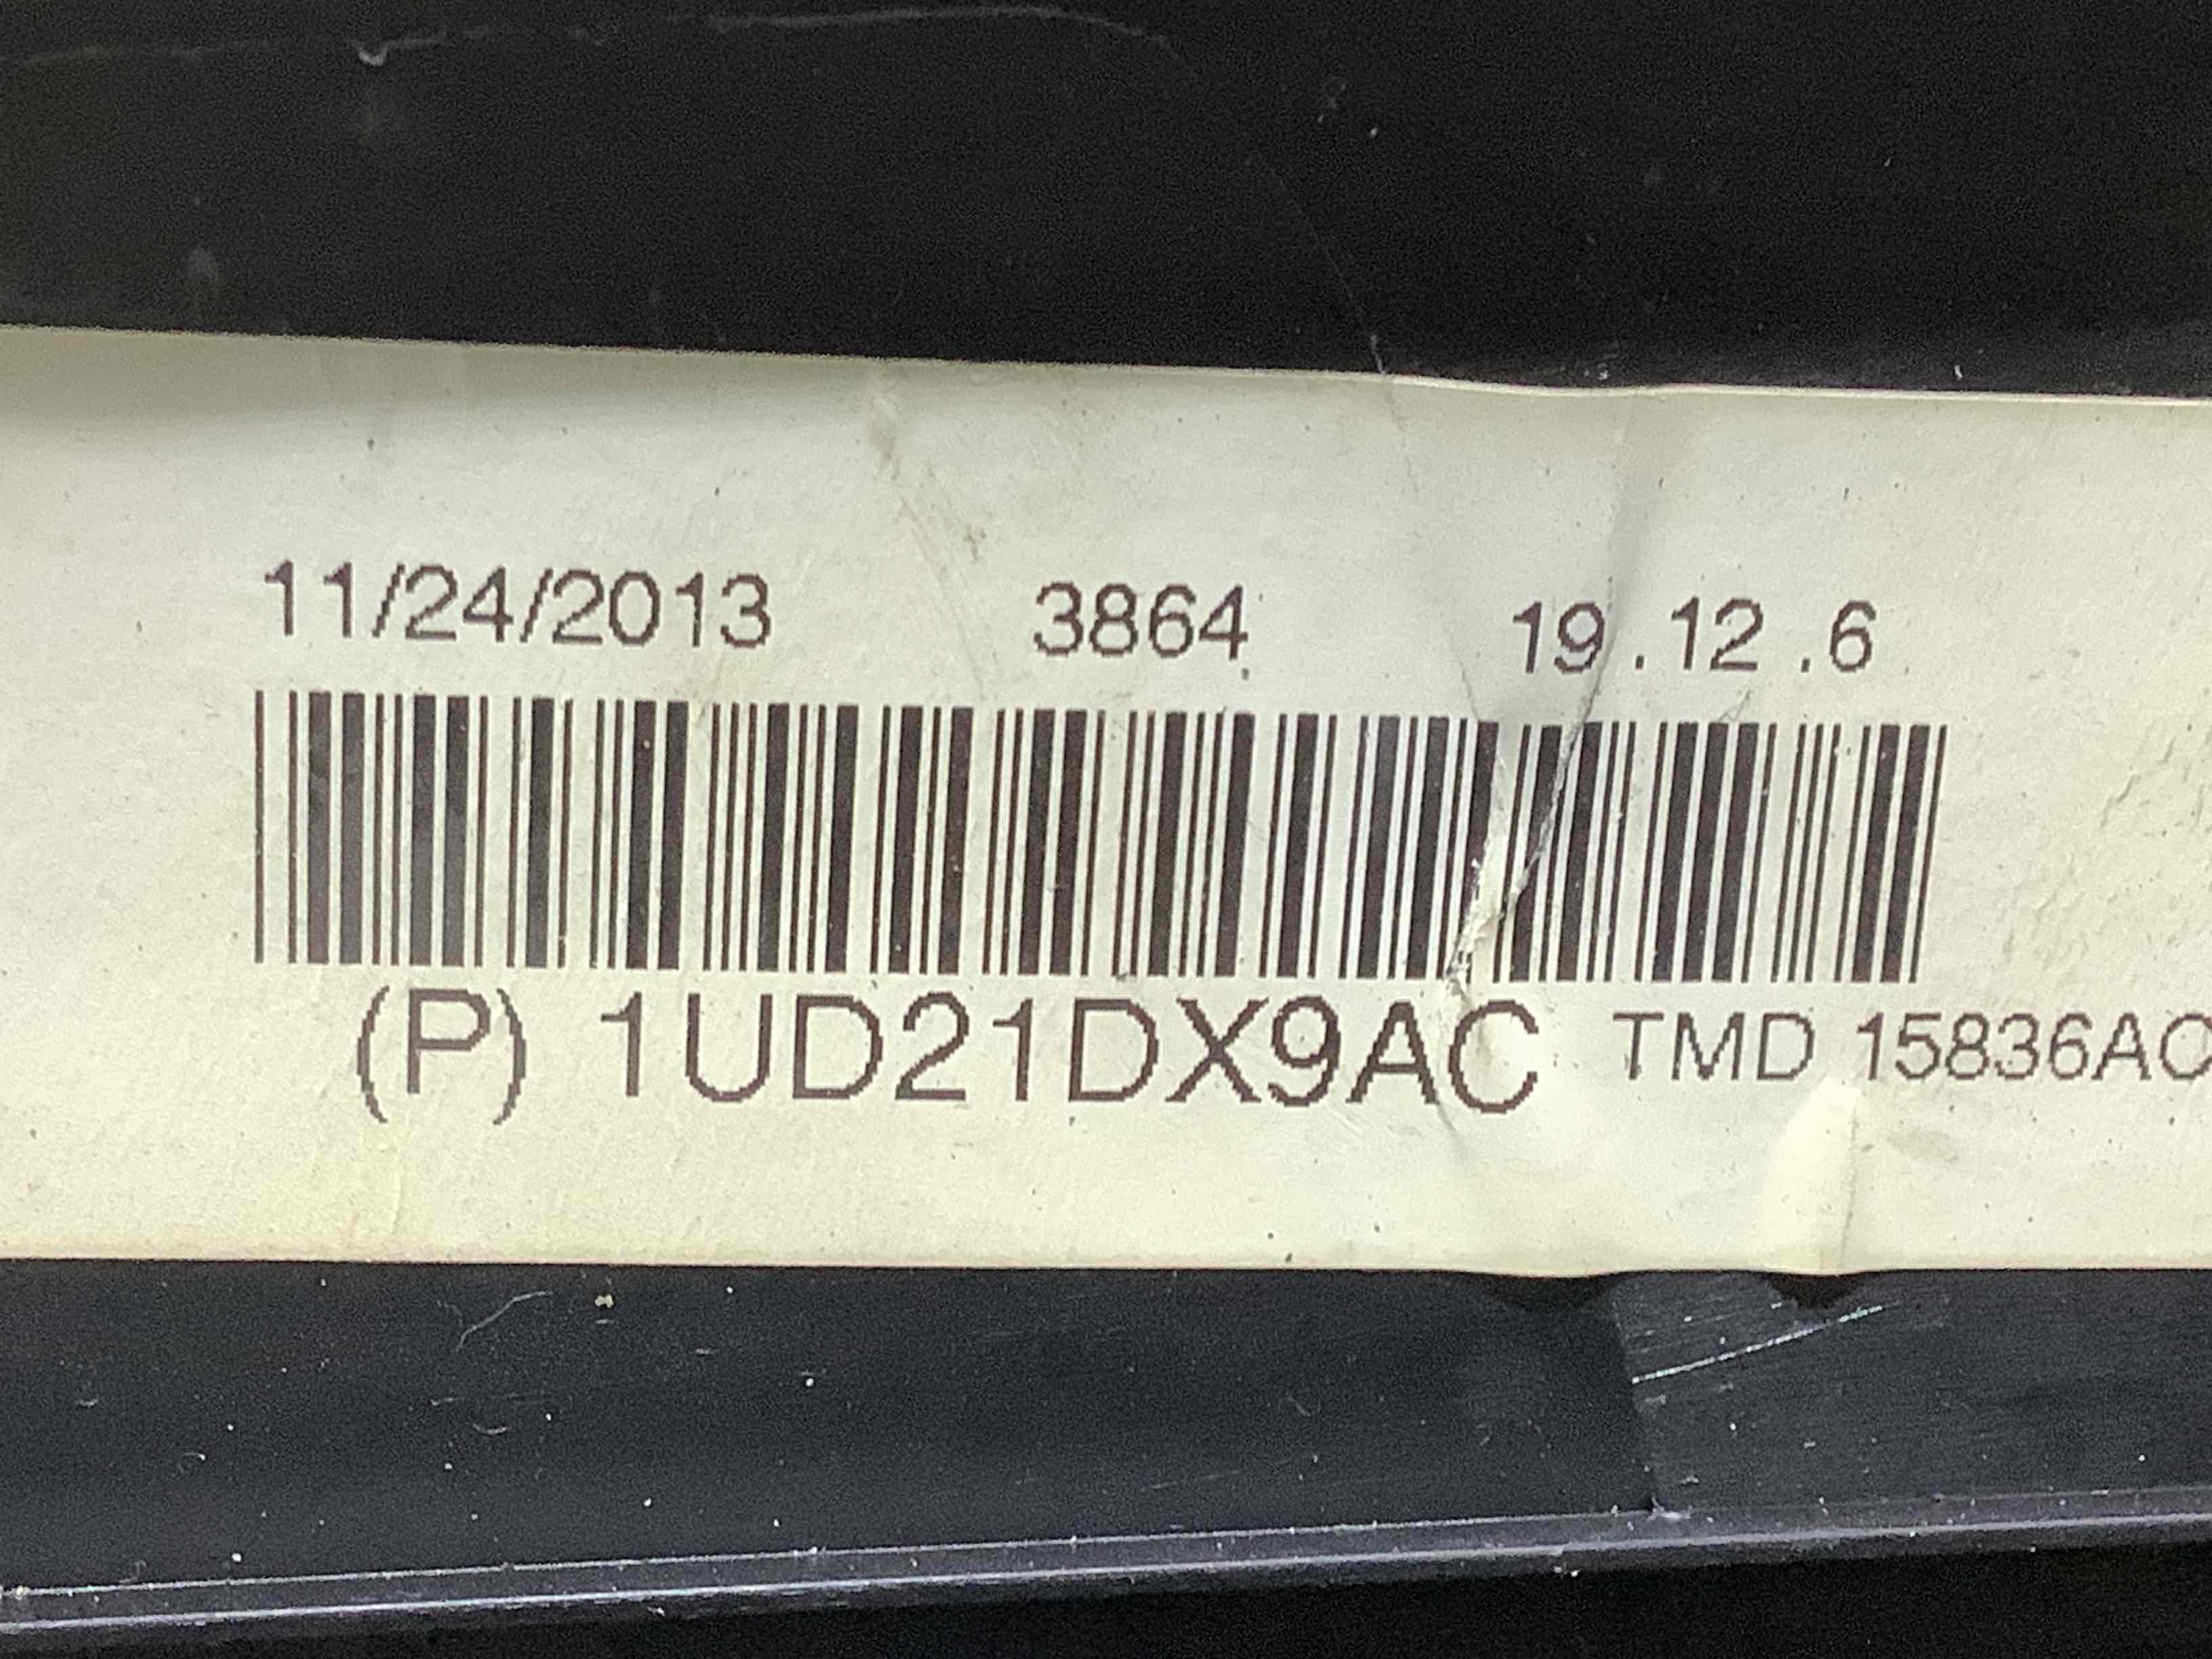 11/24/2013 3864 19.12.6
(P) 1UD21DX9AC TMD 15836AC